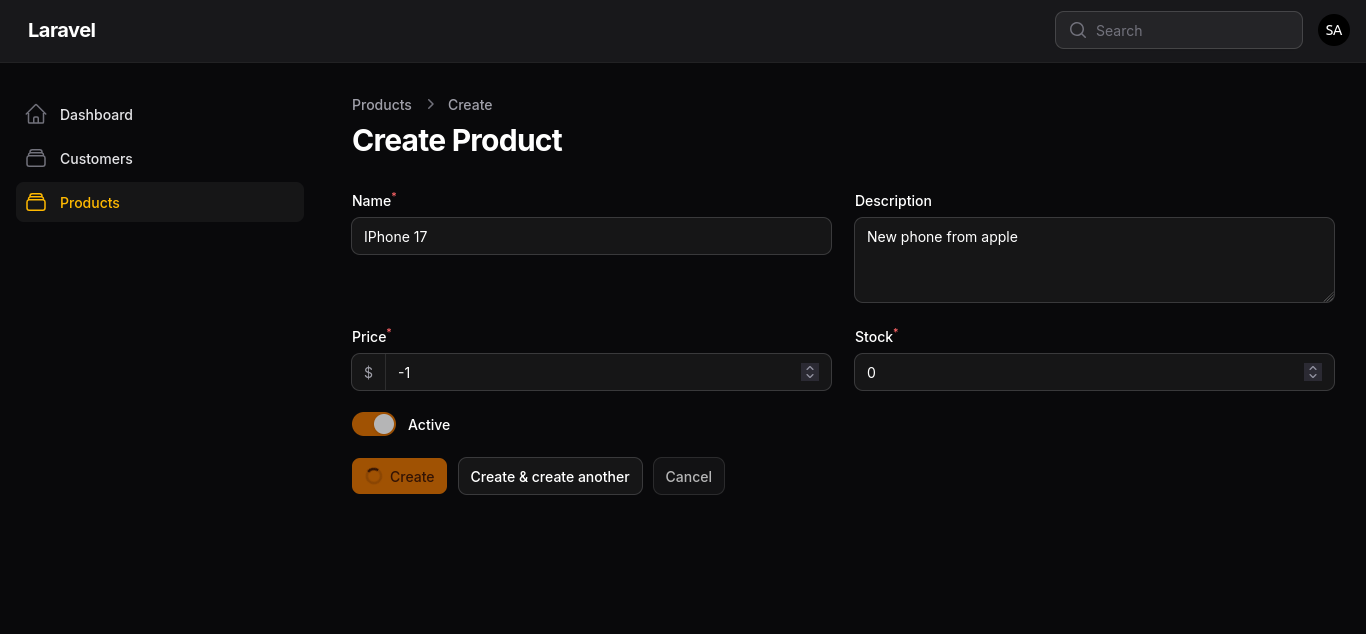 Laravel
Search
SA
Dashboard
Customers
Products
Products > Create
Create Product
Name*
IPhone 17
Description
New phone from apple
Price*
$ -1
Stock*
0
Active
Create
Create & create another
Cancel